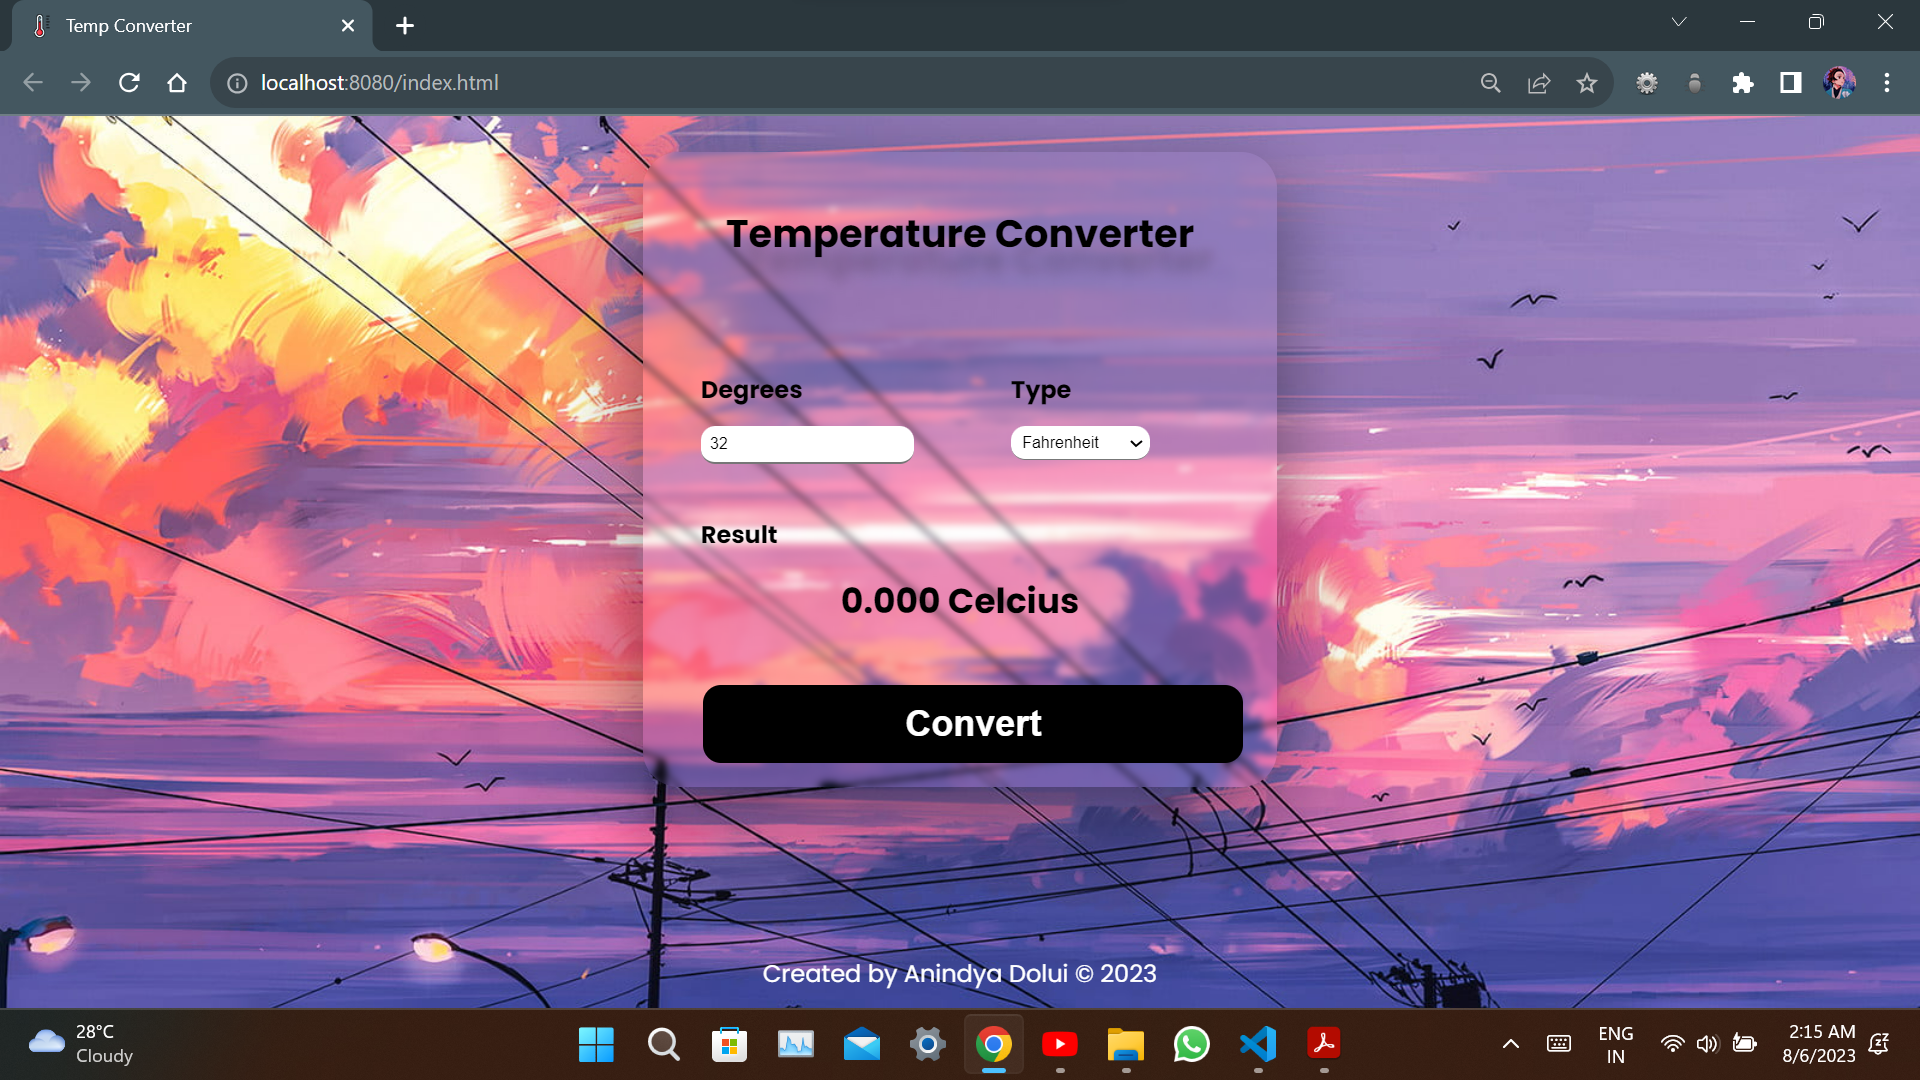 Temp Converter
localhost:8080/index.html
Temperature Converter
Degrees
Type
32
Fahrenheit
Result
0.000 Celcius
Convert
Created by Anindya Dolui © 2023
28°C
Cloudy
ENG
IN
2:15 AM
8/6/2023